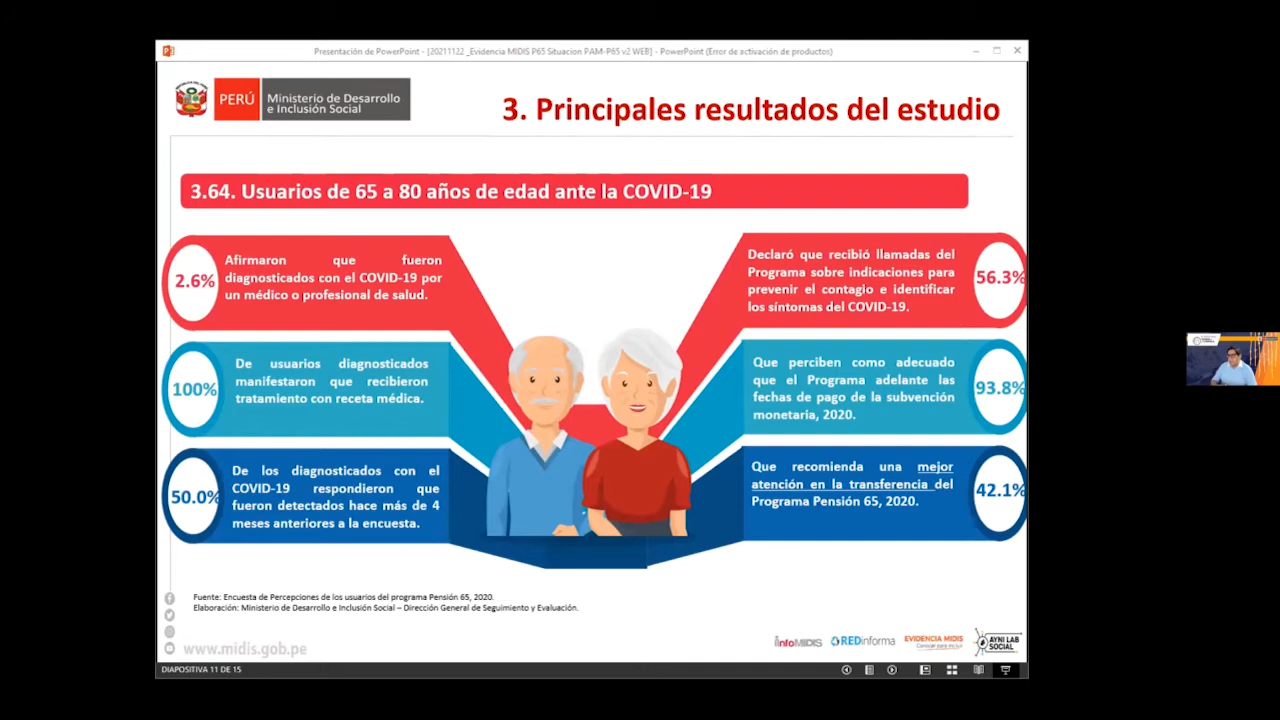 Presentación de PowerPoint - [20211122 _Evidencia MIDIS P65 Situacion PAM-P65 v2 WEB] - PowerPoint (Error de activación de productos)
PERÚ
Ministerio de Desarrollo
e Inclusión Social
3. Principales resultados del estudio
3.64. Usuarios de 65 a 80 años de edad ante la COVID-19
2.6%
Afirmaron que fueron
diagnosticados con el COVID-19 por
un médico o profesional de salud.
100%
De usuarios diagnosticados
manifestaron que recibieron
tratamiento con receta médica.
50.0%
De los diagnosticados con el
COVID-19 respondieron que
fueron detectados hace más de 4
meses anteriores a la encuesta.
Declaró que recibió llamadas del
Programa sobre indicaciones para
prevenir el contagio e identificar
los síntomas del COVID-19.
56.3%
Que perciben como adecuado
que el Programa adelante las
fechas de pago de la subvención
monetaria, 2020.
93.8%
Que recomienda una mejor
atención en la transferencia del
Programa Pensión 65, 2020.
42.1%
Fuente: Encuesta de Percepciones de los usuarios del programa Pensión 65, 2020.
Elaboración: Ministerio de Desarrollo e Inclusión Social – Dirección General de Seguimiento y Evaluación.
www.midis.gob.pe
infoMIDIS
REDinforma
EVIDENCIA MIDIS
Conocer para incluir
AYNI LAB
SOCIAL
DIAPOSITIVA 11 DE 15